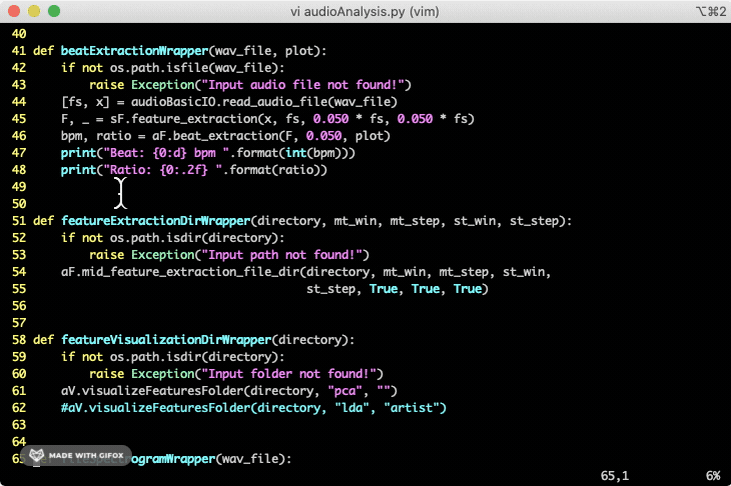 vi audioAnalysis.py (vim)
⌥⌘2
40
41 def beatExtractionWrapper(wav_file, plot):
42     if not os.path.isfile(wav_file):
43         raise Exception("Input audio file not found!")
44     [fs, x] = audioBasicIO.read_audio_file(wav_file)
45     F, _ = sF.feature_extraction(x, fs, 0.050 * fs, 0.050 * fs)
46     bpm, ratio = aF.beat_extraction(F, 0.050, plot)
47     print("Beat: {0:d} bpm ".format(int(bpm)))
48     print("Ratio: {0:.2f} ".format(ratio))
49
50
51 def featureExtractionDirWrapper(directory, mt_win, mt_step, st_win, st_step):
52     if not os.path.isdir(directory):
53         raise Exception("Input path not found!")
54     aF.mid_feature_extraction_file_dir(directory, mt_win, mt_step, st_win,
55                                        st_step, True, True, True)
56
57
58 def featureVisualizationDirWrapper(directory):
59     if not os.path.isdir(directory):
60         raise Exception("Input folder not found!")
61     aV.visualizeFeaturesFolder(directory, "pca", "")
62     #aV.visualizeFeaturesFolder(directory, "lda", "artist")
63
64
(wav_file):
MADE WITH GIFOX
65,1 6%